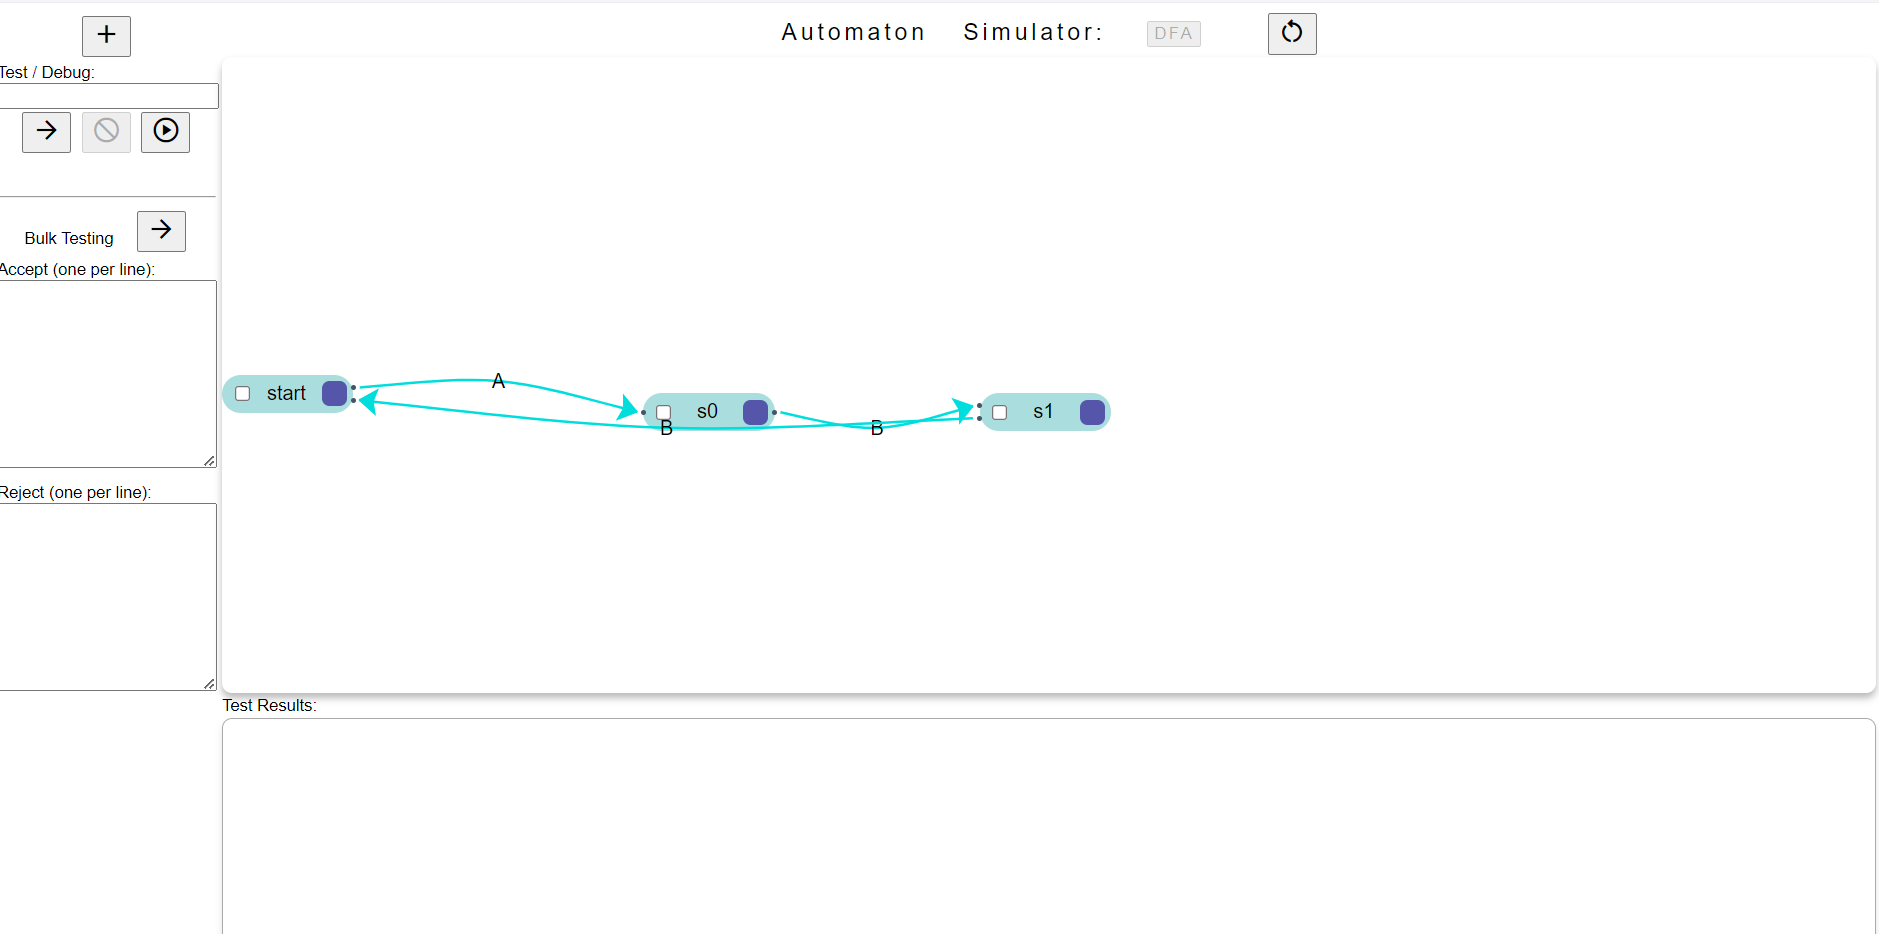 Automaton Simulator: DFA
Test / Debug:
Bulk Testing
Accept (one per line):
Reject (one per line):
start
A
s0
B
B
s1
Test Results: